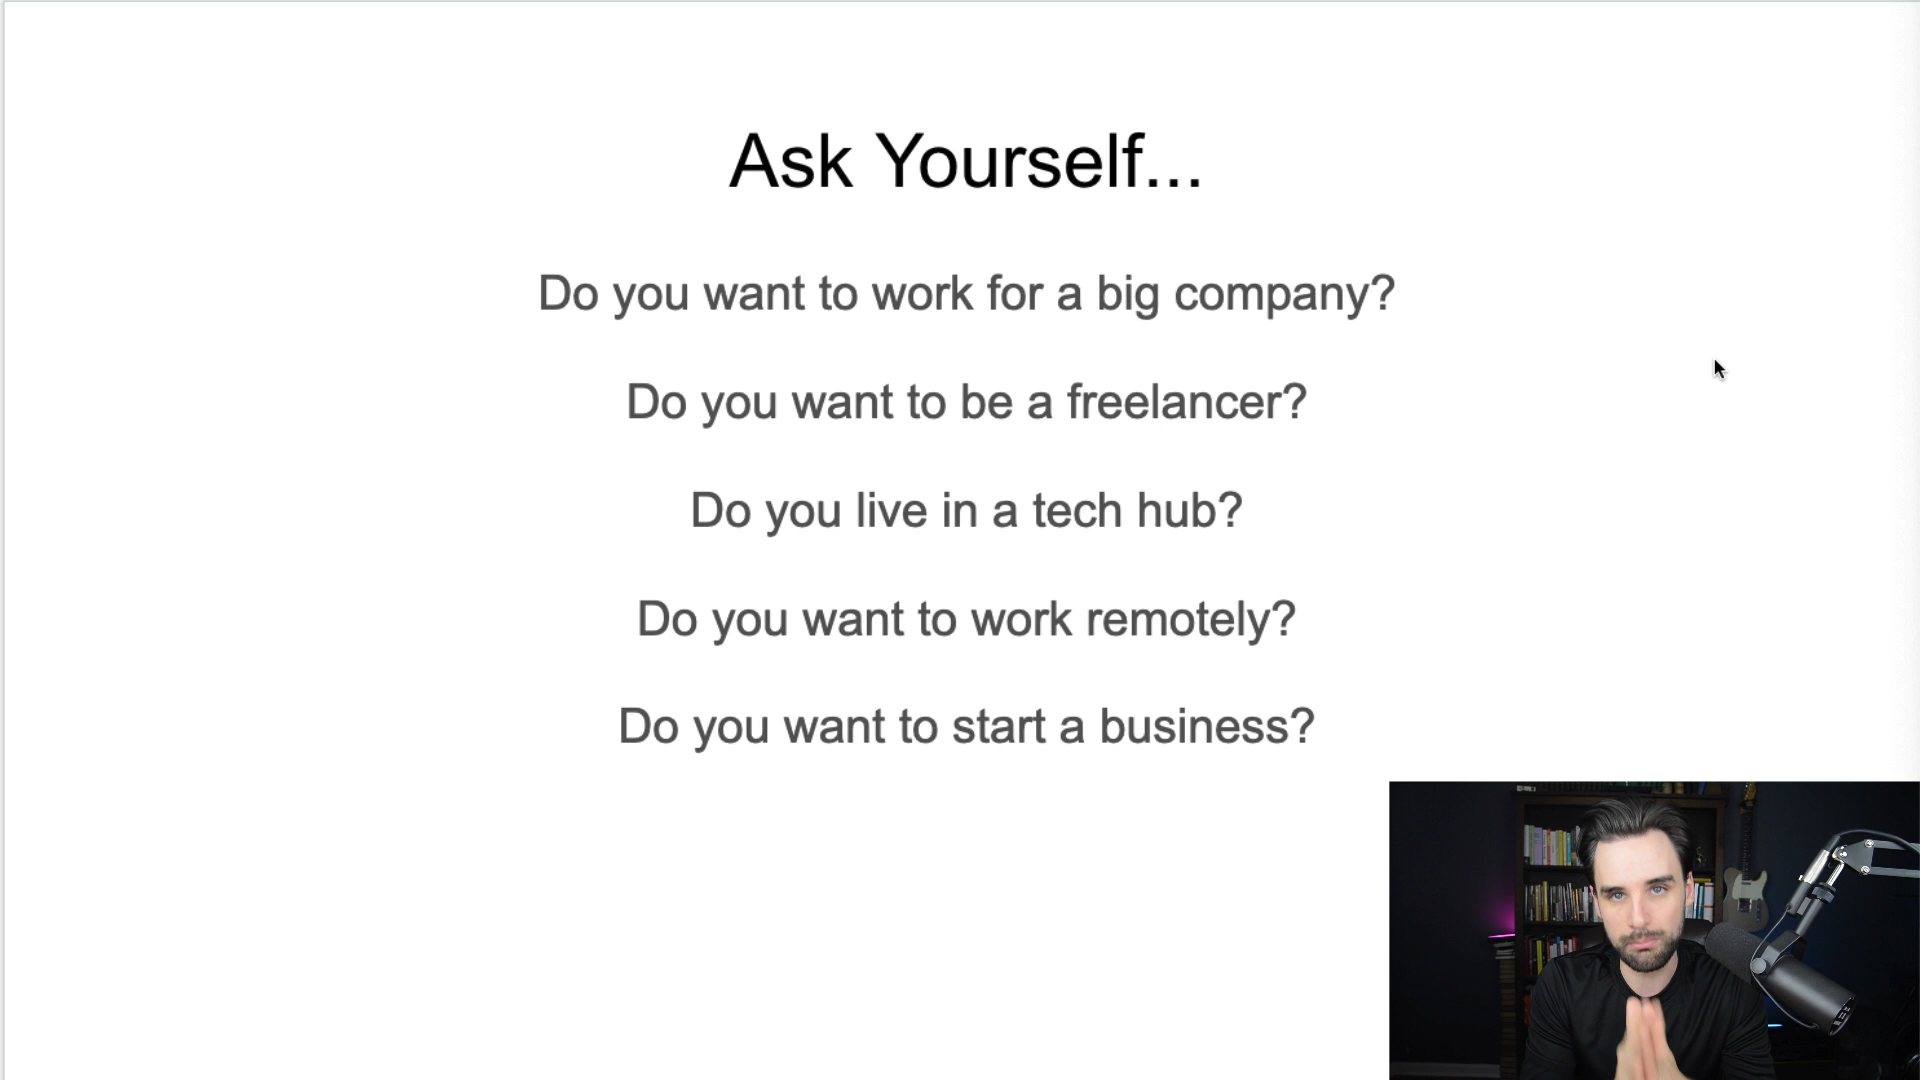 Ask Yourself...
Do you want to work for a big company?
Do you want to be a freelancer?
Do you live in a tech hub?
Do you want to work remotely?
Do you want to start a business?